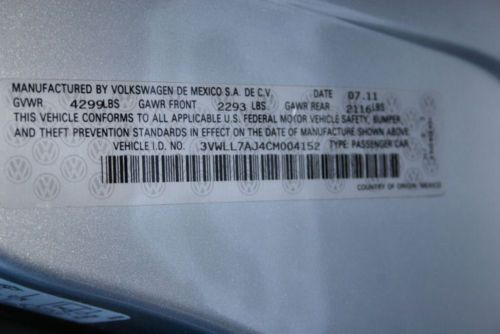 MANUFACTURED BY VOLKSWAGEN DE MEXICO S.A. DE C.V. DATE 07.11
GVWR 4299LBS GAWR FRONT 2293 LBS GAWR REAR 2116LBS
THIS VEHICLE CONFORMS TO ALL APPLICABLE U.S. FEDERAL MOTOR VEHICLE SAFETY, BUMPER,
AND THEFT PREVENTION STANDARDS IN EFFECT ON THE DATE OF MANUFACTURE SHOWN ABOVE.
VEHICLE I.D. NO. 3VWLL7AJ4CM004152 TYPE: PASSENGER CAR
COUNTRY OF ORIGIN: MEXICO